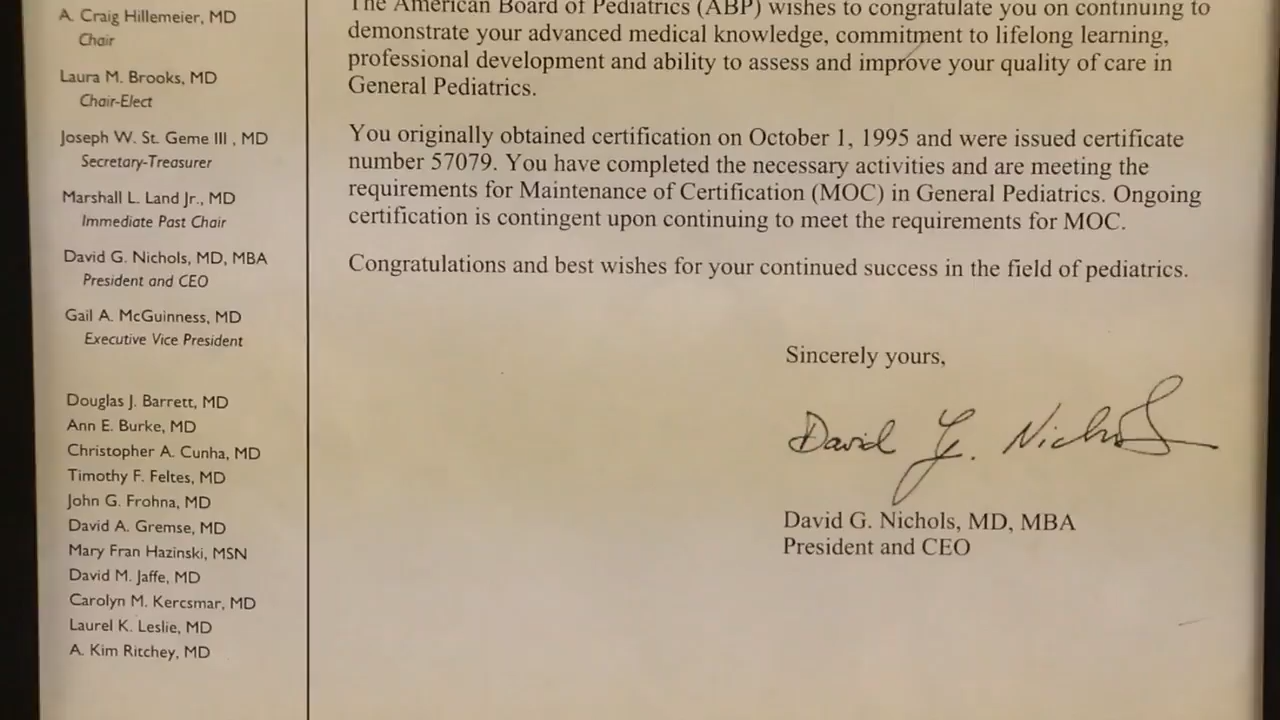 A. Craig Hillemeier, MD
Chair
Laura M. Brooks, MD
Chair-Elect
Joseph W. St. Geme III , MD
Secretary-Treasurer
Marshall L. Land Jr., MD
Immediate Past Chair
David G. Nichols, MD, MBA
President and CEO
Gail A. McGuinness, MD
Executive Vice President
Douglas J. Barrett, MD
Ann E. Burke, MD
Christopher A. Cunha, MD
Timothy F. Feltes, MD
John G. Frohna, MD
David A. Gremse, MD
Mary Fran Hazinski, MSN
David M. Jaffe, MD
Carolyn M. Kercsmar, MD
Laurel K. Leslie, MD
A. Kim Ritchey, MD
The American Board of Pediatrics (ABP) wishes to congratulate you on continuing to
demonstrate your advanced medical knowledge, commitment to lifelong learning,
professional development and ability to assess and improve your quality of care in
General Pediatrics.
You originally obtained certification on October 1, 1995 and were issued certificate
number 57079. You have completed the necessary activities and are meeting the
requirements for Maintenance of Certification (MOC) in General Pediatrics. Ongoing
certification is contingent upon continuing to meet the requirements for MOC.
Congratulations and best wishes for your continued success in the field of pediatrics.
Sincerely yours,
David G. Nichols
David G. Nichols, MD, MBA
President and CEO